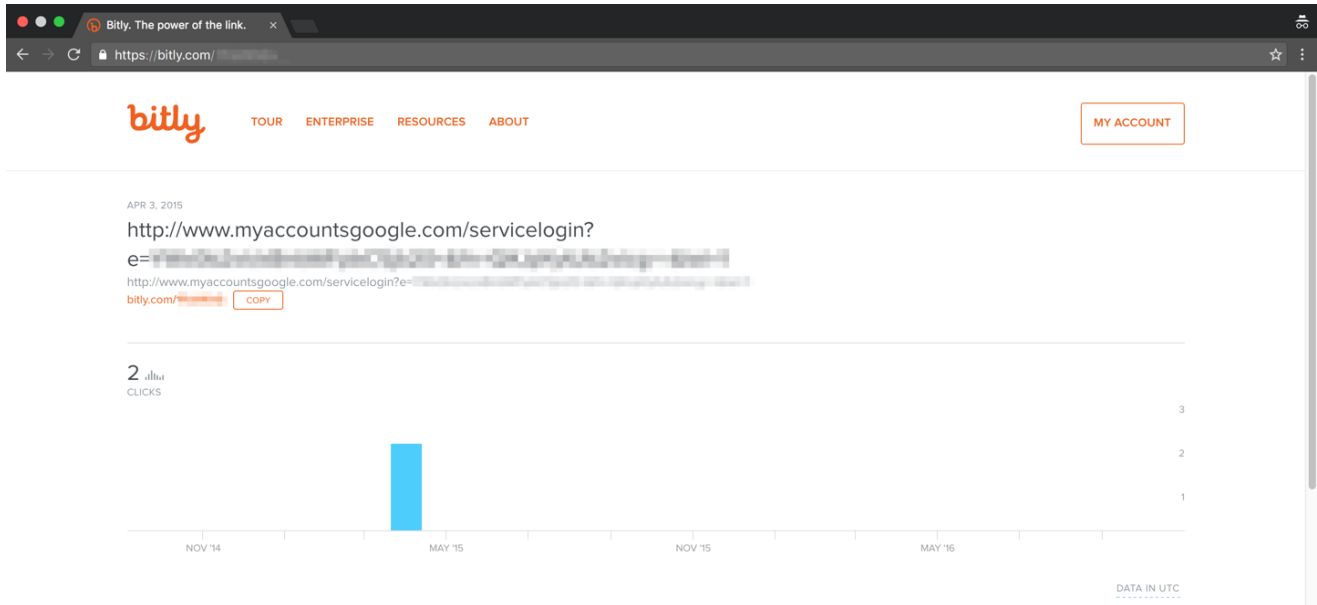 Bitly. The power of the link.
https://bitly.com/
bitly
TOUR ENTERPRISE RESOURCES ABOUT
MY ACCOUNT
APR 3, 2015
http://www.myaccountsgoogle.com/servicelogin?
e=
http://www.myaccountsgoogle.com/servicelogin?e=
bitly.com/ COPY
2
CLICKS
3
2
1
NOV '14 MAY '15 NOV '15 MAY '16
DATA IN UTC